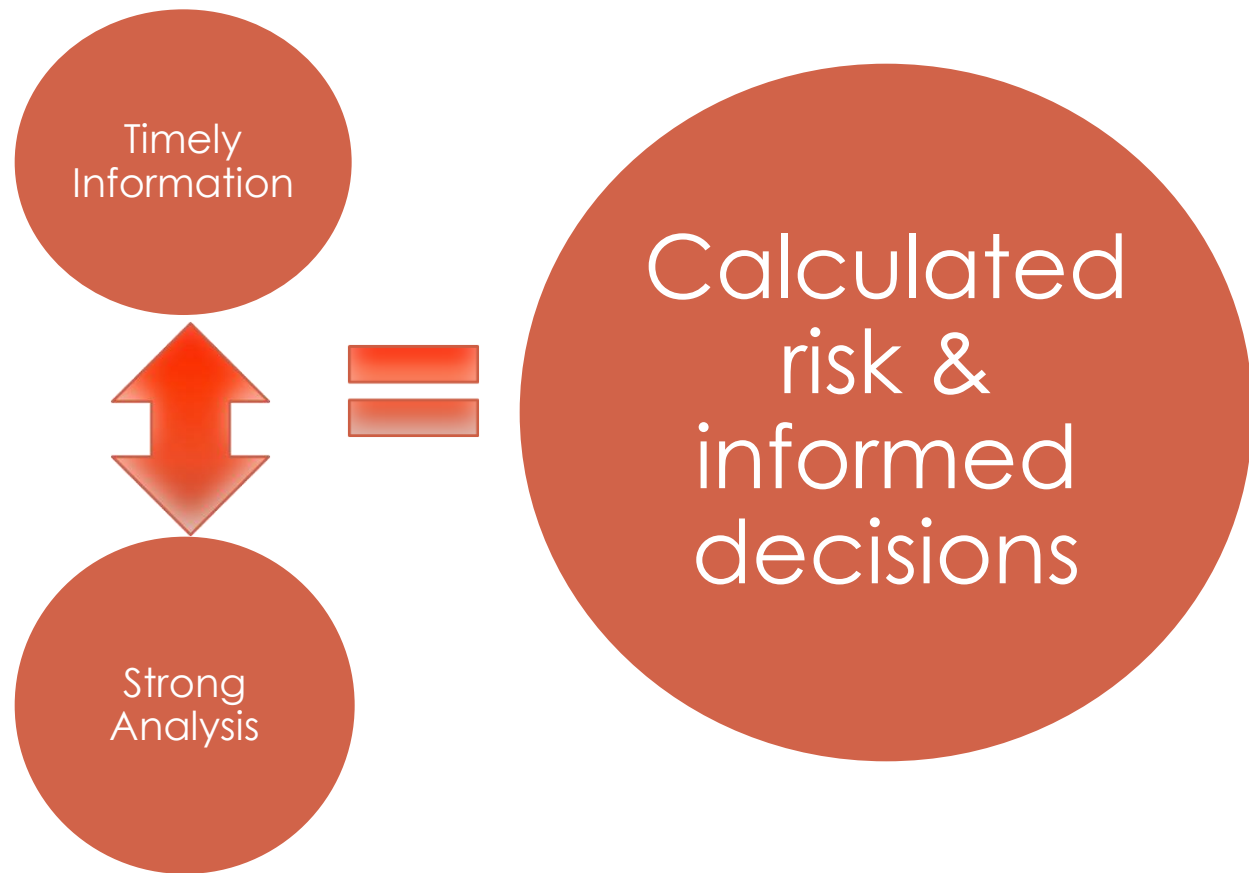 Timely
Information
Strong
Analysis
Calculated
risk &
informed
decisions